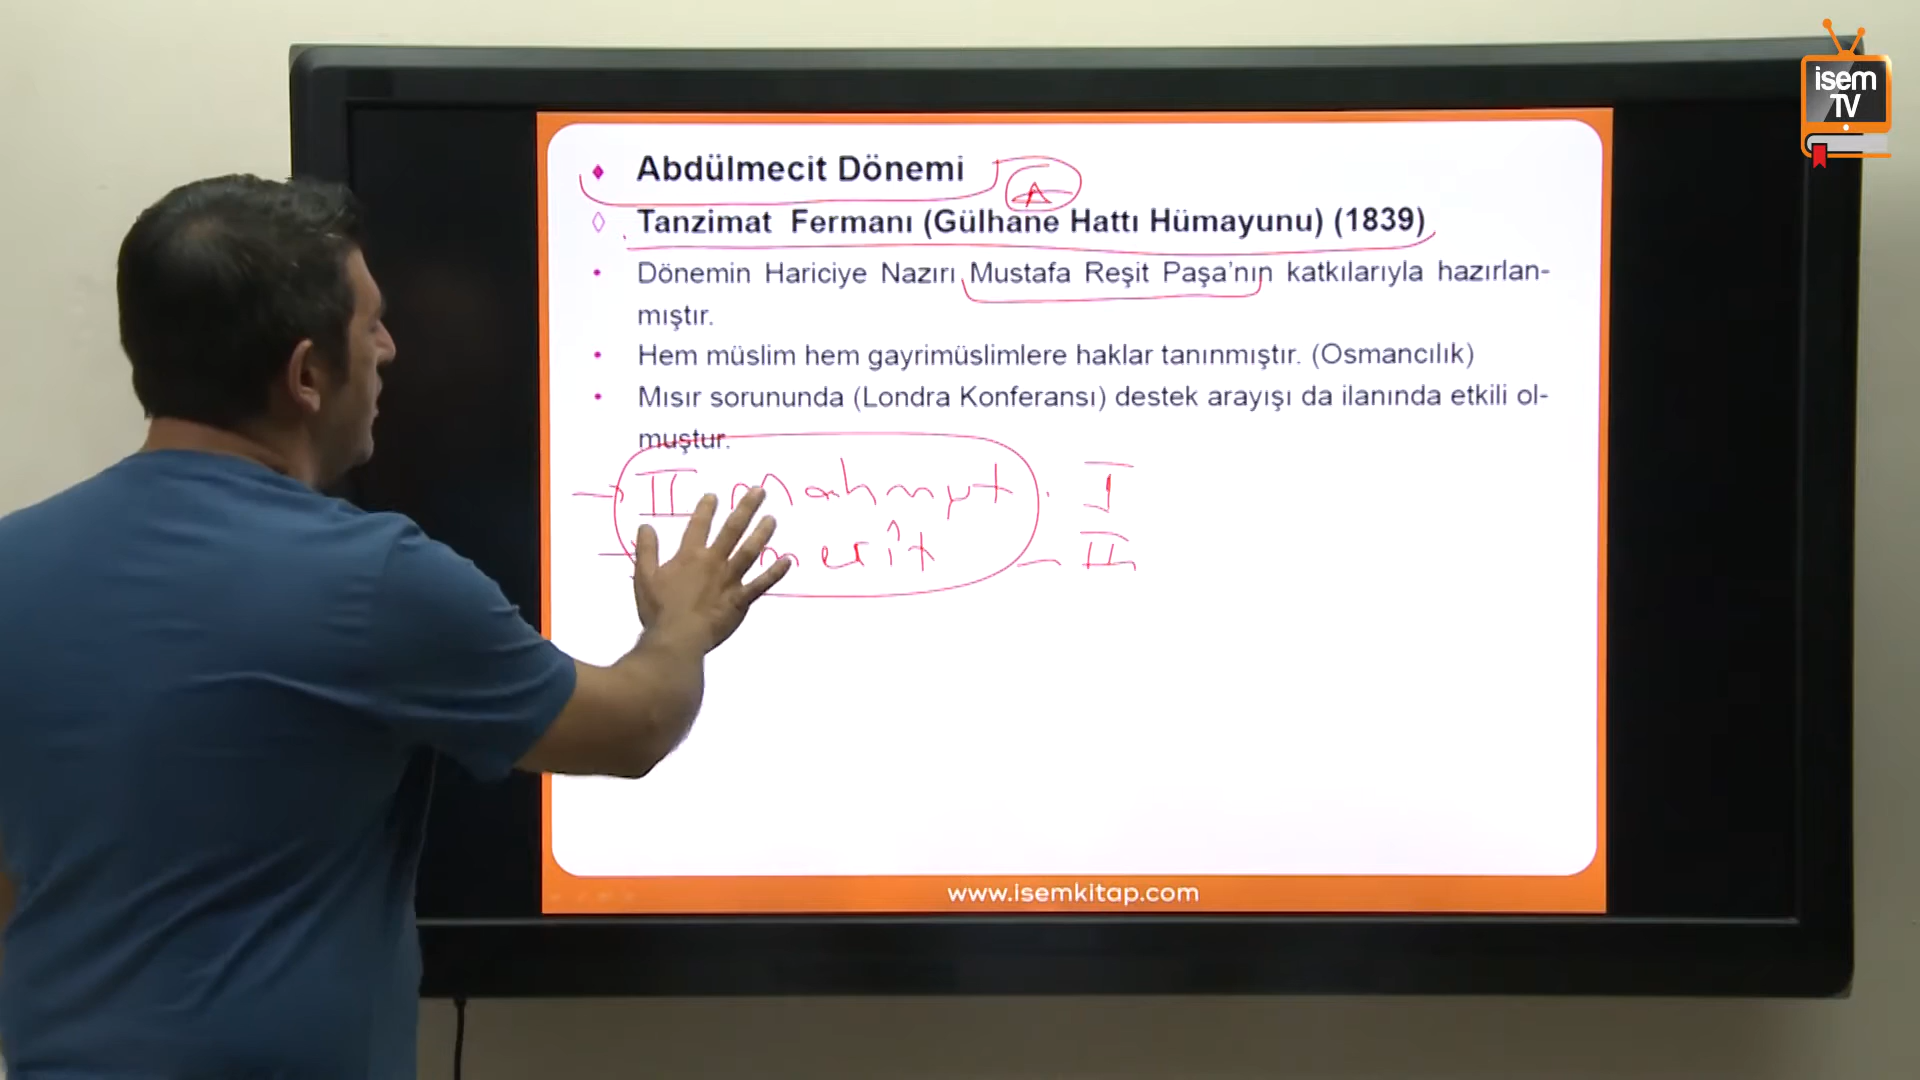 isem
TV
Abdülmecit Dönemi
A
Tanzimat Fermanı (Gülhane Hattı Hümayunu) (1839)
Dönemin Hariciye Nazırı Mustafa Reşit Paşa'nın katkılarıyla hazırlan-
mıştır.
Hem müslim hem gayrimüslimlere haklar tanınmıştır. (Osmancılık)
Mısır sorununda (Londra Konferansı) destek arayışı da ilanında etkili ol-
muştur.
II Mahmut I
II
www.isemkitap.com